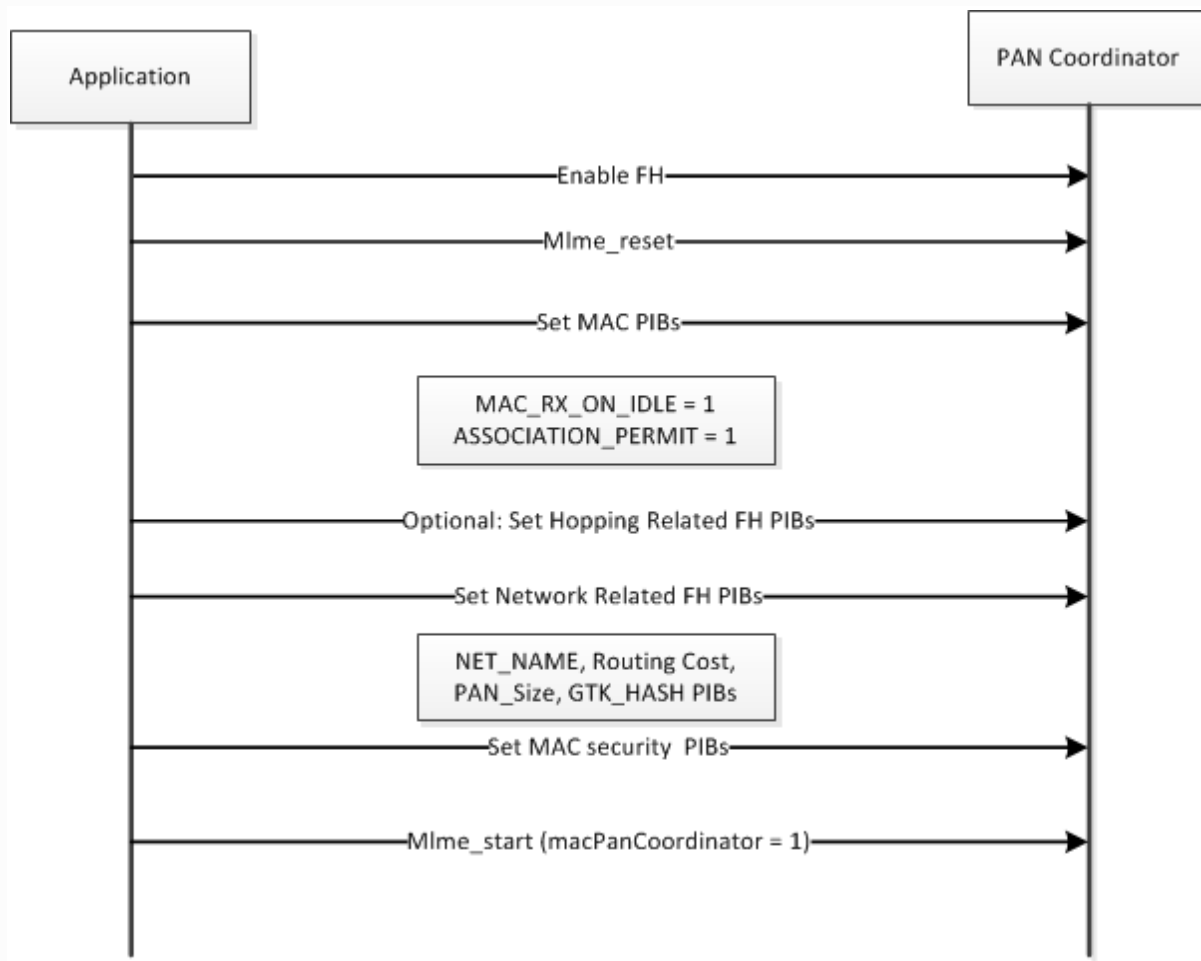 Application
PAN Coordinator
Enable FH
Mlme_reset
Set MAC PIBs
MAC_RX_ON_IDLE = 1
ASSOCIATION_PERMIT = 1
Optional: Set Hopping Related FH PIBs
Set Network Related FH PIBs
NET_NAME, Routing Cost,
PAN_Size, GTK_HASH PIBs
Set MAC security  PIBs
Mlme_start (macPanCoordinator = 1)